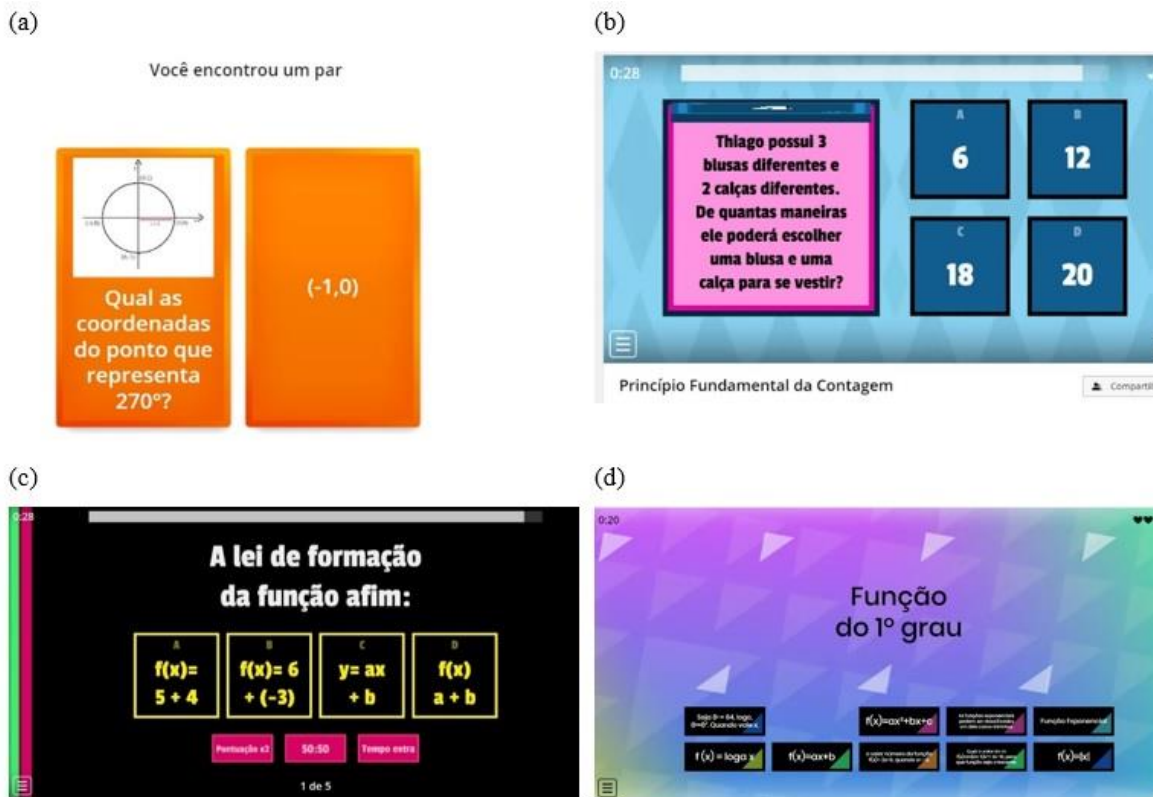 (a)
Você encontrou um par
Qual as
coordenadas
do ponto que
representa
270º?
(-1,0)
(b)
0:28
Thiago possui 3
blusas diferentes e
2 calças diferentes.
De quantas maneiras
ele poderá escolher
uma blusa e uma
calça para se vestir?
A
6
B
12
C
18
D
20
Princípio Fundamental da Contagem
Compartil
(c)
0:28
A lei de formação
da função afim:
A
f(x)=
5 + 4
B
f(x)= 6
+ (-3)
C
y= ax
+ b
D
f(x)
a + b
Pontuação x2
50:50
Tempo extra
1 de 5
(d)
0:20
Função
do 1º grau
f(x)=ax²+bx+c
Função Exponencial
f(x) = loga x
f(x)=ax+b
f(x)=|x|